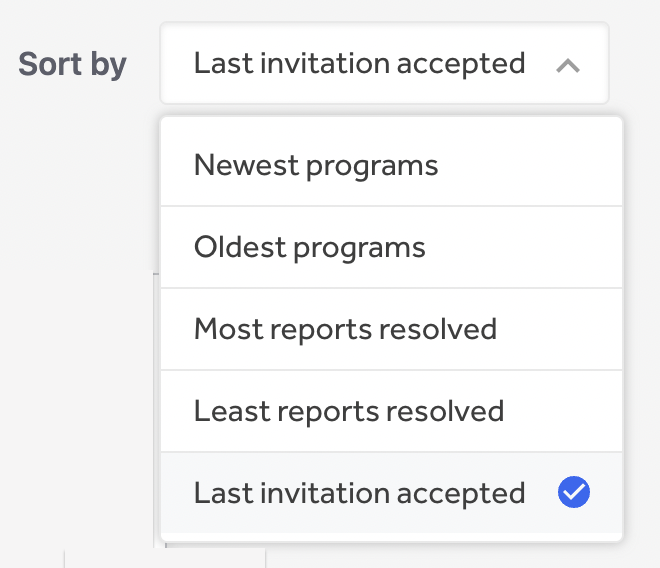 Sort by
Last invitation accepted
Newest programs
Oldest programs
Most reports resolved
Least reports resolved
Last invitation accepted